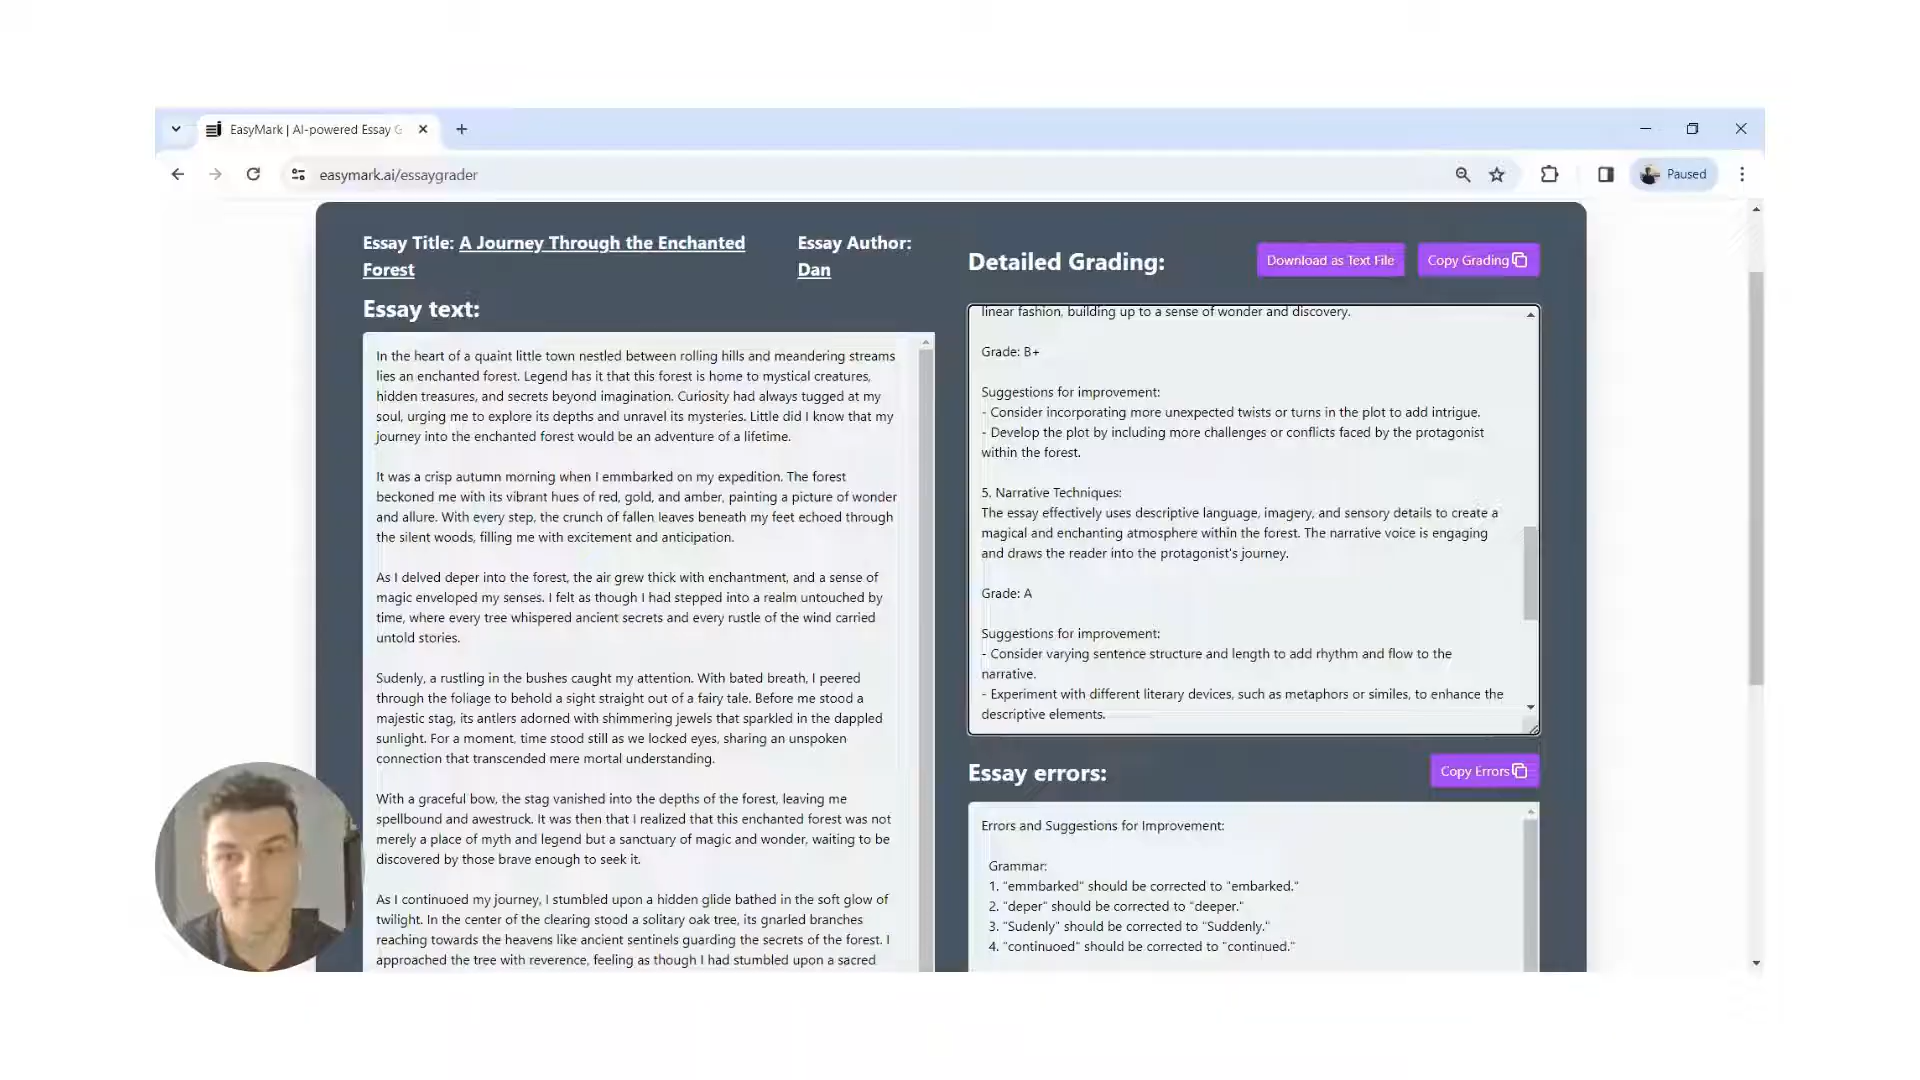 EasyMark | AI-powered Essay G
easymark.ai/essaygrader
Paused
Essay Title: A Journey Through the Enchanted
Forest
Essay Author:
Dan
Essay text:
In the heart of a quaint little town nestled between rolling hills and meandering streams
lies an enchanted forest. Legend has it that this forest is home to mystical creatures,
hidden treasures, and secrets beyond imagination. Curiosity had always tugged at my
soul, urging me to explore its depths and unravel its mysteries. Little did I know that my
journey into the enchanted forest would be an adventure of a lifetime.
It was a crisp autumn morning when I emmbarked on my expedition. The forest
beckoned me with its vibrant hues of red, gold, and amber, painting a picture of wonder
and allure. With every step, the crunch of fallen leaves beneath my feet echoed through
the silent woods, filling me with excitement and anticipation.
As I delved deper into the forest, the air grew thick with enchantment, and a sense of
magic enveloped my senses. I felt as though I had stepped into a realm untouched by
time, where every tree whispered ancient secrets and every rustle of the wind carried
untold stories.
Sudenly, a rustling in the bushes caught my attention. With bated breath, I peered
through the foliage to behold a sight straight out of a fairy tale. Before me stood a
majestic stag, its antlers adorned with shimmering jewels that sparkled in the dappled
sunlight. For a moment, time stood still as we locked eyes, sharing an unspoken
connection that transcended mere mortal understanding.
With a graceful bow, the stag vanished into the depths of the forest, leaving me
spellbound and awestruck. It was then that I realized that this enchanted forest was not
merely a place of myth and legend but a sanctuary of magic and wonder, waiting to be
discovered by those brave enough to seek it.
As I continuoed my journey, I stumbled upon a hidden glide bathed in the soft glow of
twilight. In the center of the clearing stood a solitary oak tree, its gnarled branches
reaching towards the heavens like ancient sentinels guarding the secrets of the forest. I
approached the tree with reverence, feeling as though I had stumbled upon a sacred
Detailed Grading:
Download as Text File
Copy Grading
linear fashion, building up to a sense of wonder and discovery.
Grade: B+
Suggestions for improvement:
- Consider incorporating more unexpected twists or turns in the plot to add intrigue.
- Develop the plot by including more challenges or conflicts faced by the protagonist
within the forest.
5. Narrative Techniques:
The essay effectively uses descriptive language, imagery, and sensory details to create a
magical and enchanting atmosphere within the forest. The narrative voice is engaging
and draws the reader into the protagonist's journey.
Grade: A
Suggestions for improvement:
- Consider varying sentence structure and length to add rhythm and flow to the
narrative.
- Experiment with different literary devices, such as metaphors or similes, to enhance the
descriptive elements.
Essay errors:
Copy Errors
Errors and Suggestions for Improvement:
Grammar:
1. "emmbarked" should be corrected to "embarked."
2. "deper" should be corrected to "deeper."
3. "Sudenly" should be corrected to "Suddenly."
4. "continuoed" should be corrected to "continued."